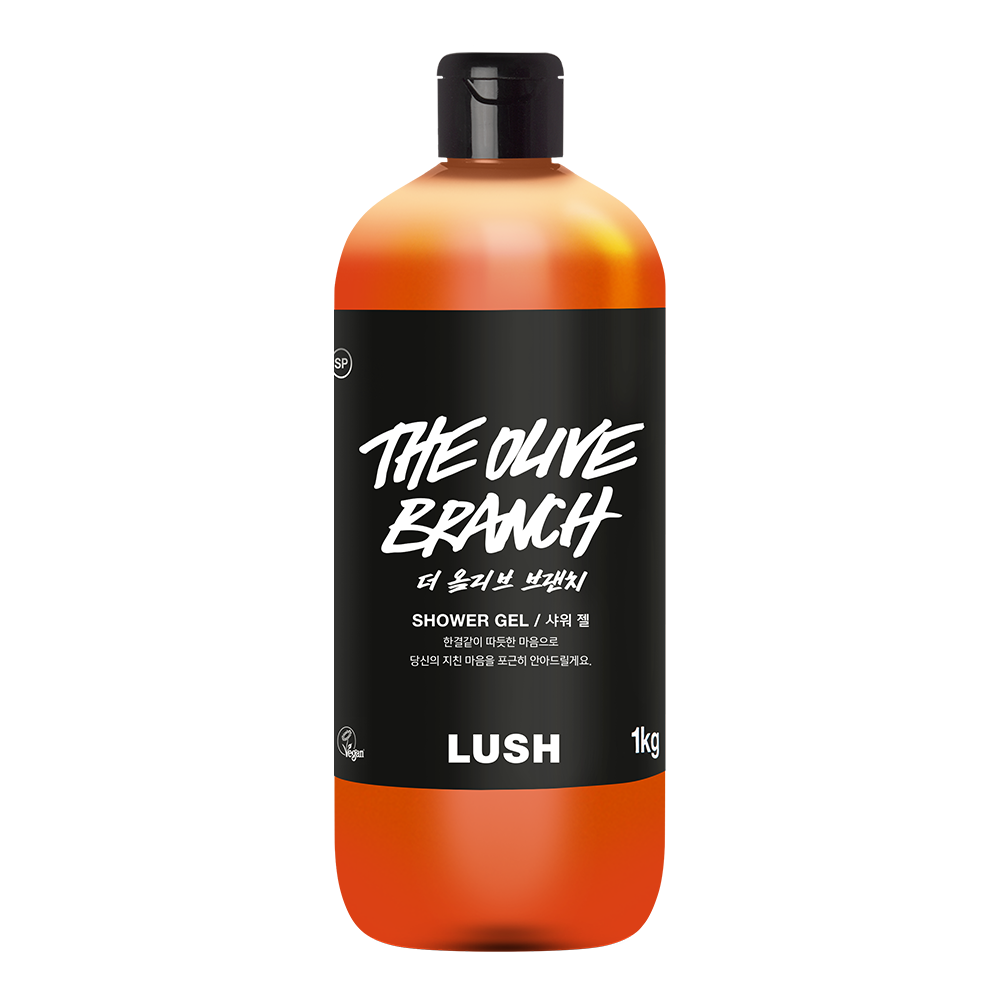 SP
THE OLIVE
BRANCH
더 올리브 브랜치
SHOWER GEL / 샤워 젤
한결같이 따듯한 마음으로
당신의 지친 마음을 포근히 안아드릴게요.
Vegan
LUSH
1kg